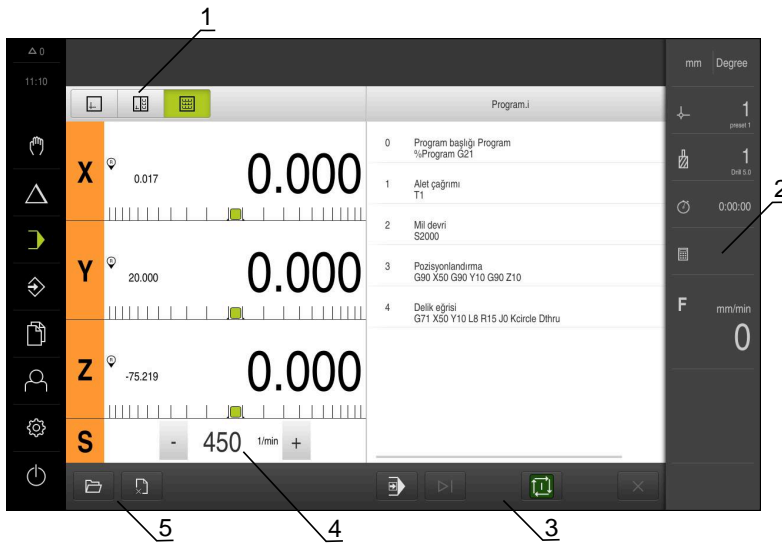 1
0
11:10
mm Degree
Program.i
1
preset 1
X
R
0.017
0.000
0 Program başlığı Program
%Program G21
1 Alet çağrımı
T1
1
Drill 5.0
2
0:00:00
2 Mil devri
S2000
Y
R
20.000
0.000
3 Pozisyonlandırma
G90 X50 G90 Y10 G90 Z10
4 Delik eğrisi
G71 X50 Y10 L8 R15 J0 Kcircle Dthru
F mm/min
0
Z
R
-75.219
0.000
S - 450 1/min +
5
4
3